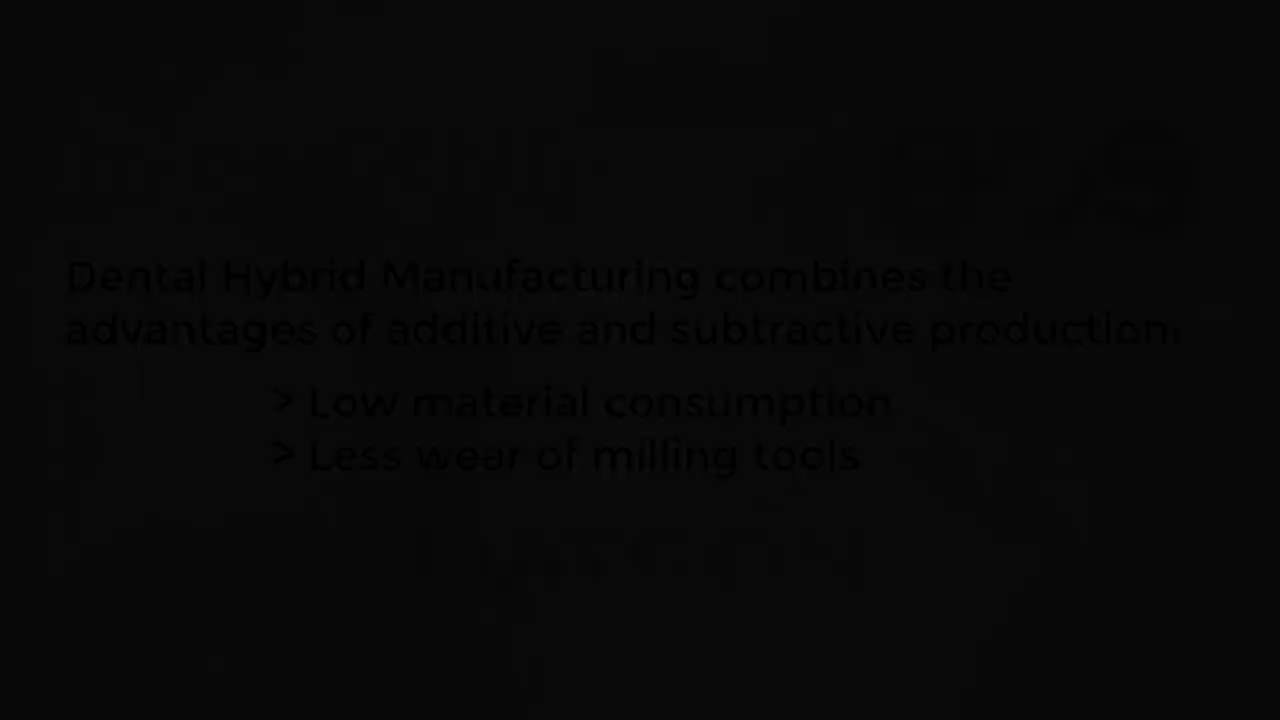 Dental Hybrid Manufacturing combines the
advantages of additive and subtractive production.
> Low material consumption
> Less wear of milling tools